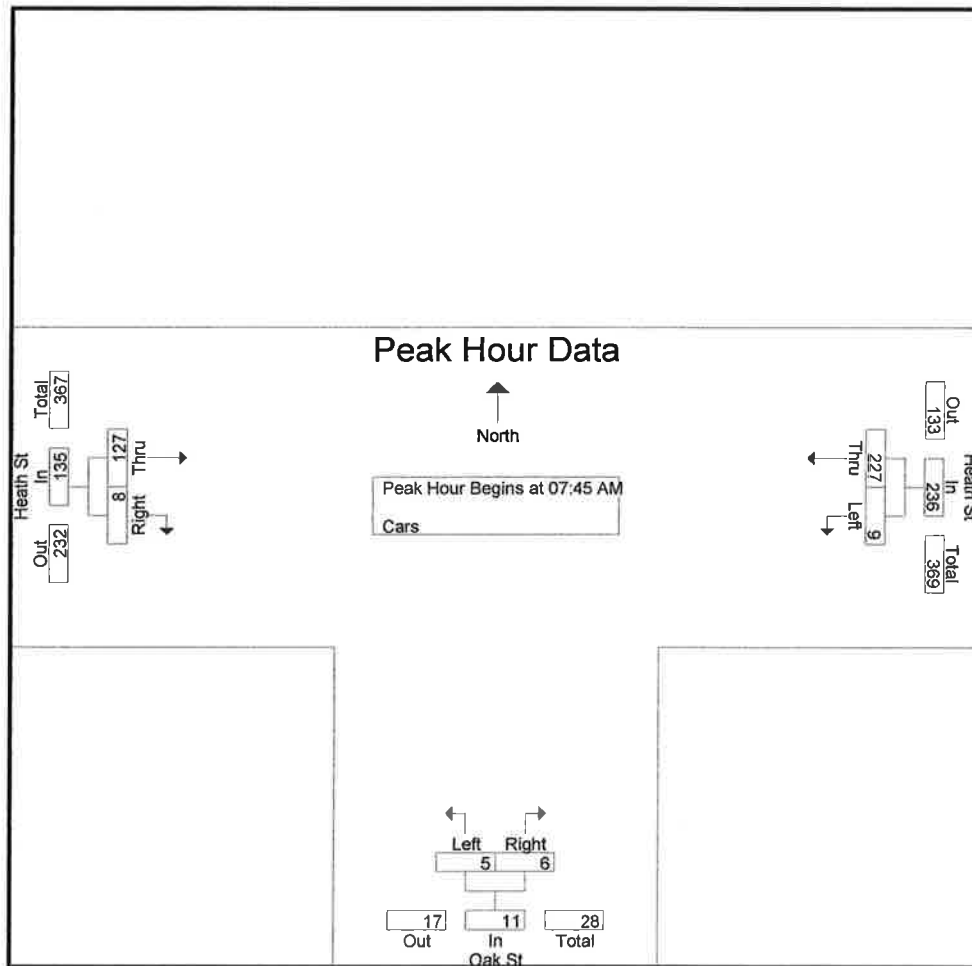 Peak Hour Data
North
Peak Hour Begins at 07:45 AM
Cars
Heath St
Total
367
In
135
Out
232
127
Thru
8
Right
Out
133
In
236
Total
369
Heath St
Thru
227
Left
9
Left Right
5 6
17 11 28
Out In Total
Oak St